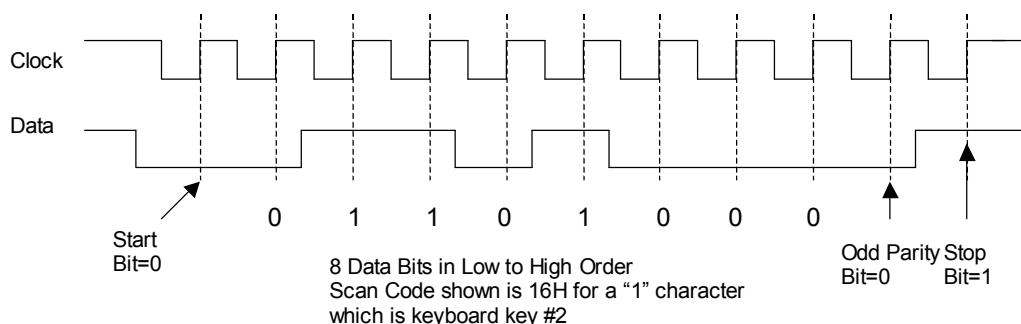 Clock
Data
0 1 1 0 1 0 0 0
Start
Bit=0
8 Data Bits in Low to High Order
Scan Code shown is 16H for a “1” character
which is keyboard key #2
Odd Parity
Bit=0
Stop
Bit=1